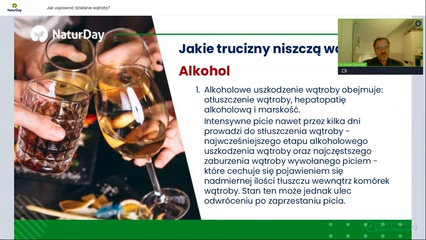 NaturDay
Jak usprawnić działanie wątroby?
NaturDay
Jakie trucizny niszczą
Alkohol
1. Alkoholowe uszkodzenie wątroby obejmuje:
otłuszczenie wątroby, hepatopatię
alkoholową i marskość.
Intensywne picie nawet przez kilka dni
prowadzi do stłuszczenia wątroby -
najwcześniejszego etapu alkoholowego
uszkodzenia wątroby oraz najczęstszego
zaburzenia wątroby wywołanego piciem -
które cechuje się pojawieniem się
nadmiernej ilości tłuszczu wewnątrz komórek
wątroby. Stan ten może jednak ulec
odwróceniu po zaprzestaniu picia.